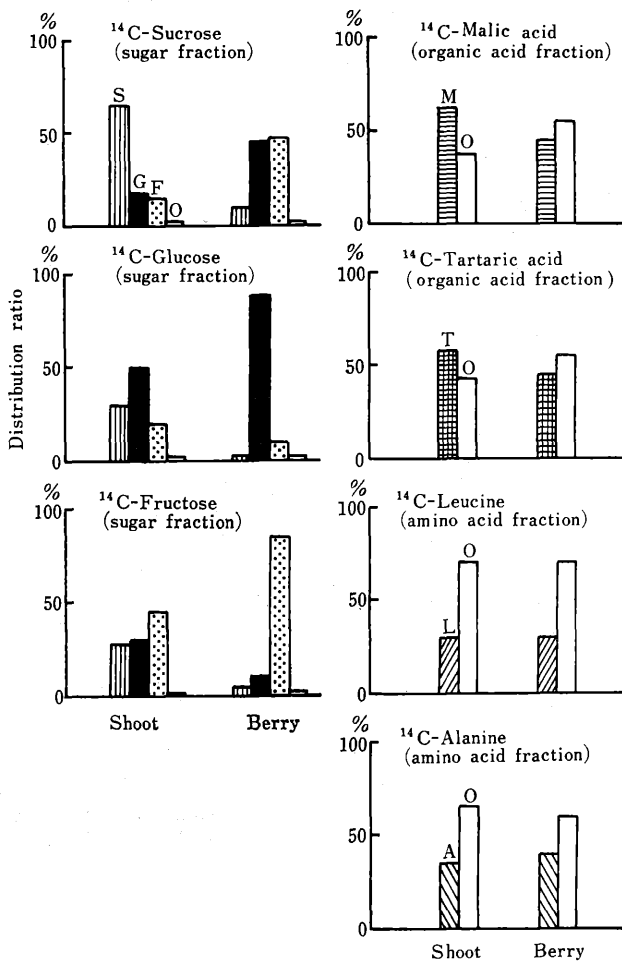 %
¹⁴C-Sucrose
(sugar fraction)
100
S
50
G
F
O
0
%
¹⁴C-Glucose
(sugar fraction)
100
50
0
Distribution ratio
%
¹⁴C-Fructose
(sugar fraction)
100
50
0
Shoot Berry
%
¹⁴C-Malic acid
(organic acid fraction)
100
M
O
50
0
%
¹⁴C-Tartaric acid
(organic acid fraction)
100
T
O
50
0
%
¹⁴C-Leucine
(amino acid fraction)
100
O
50
L
0
%
¹⁴C-Alanine
(amino acid fraction)
100
O
50
A
0
Shoot Berry